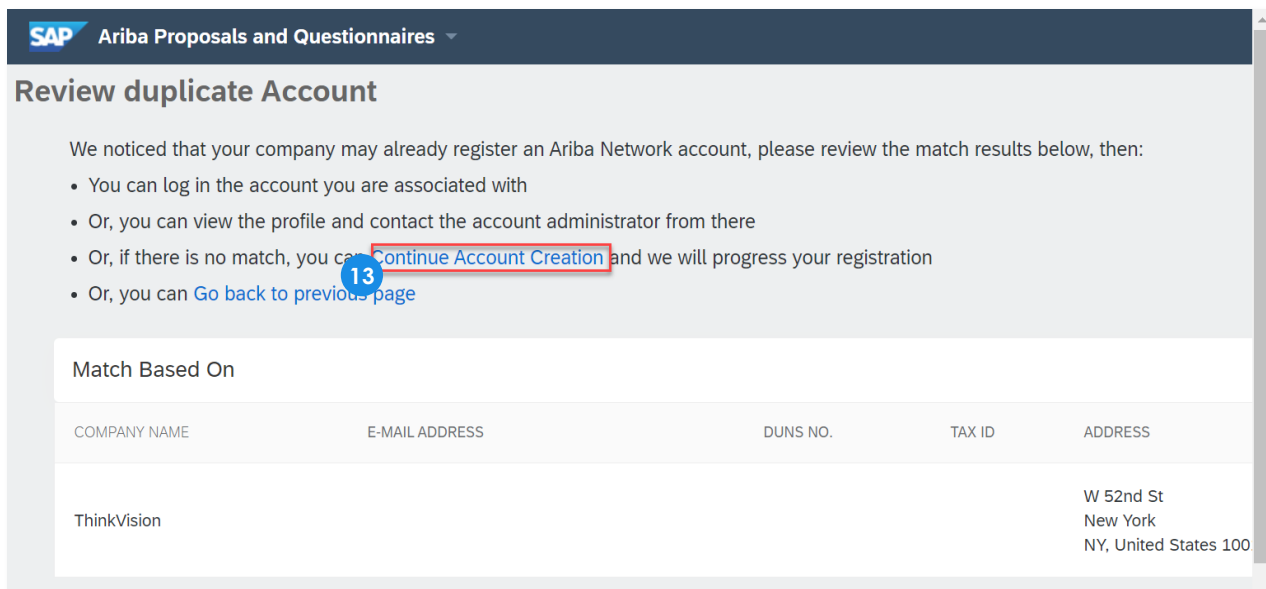 SAP Ariba Proposals and Questionnaires
Review duplicate Account
We noticed that your company may already register an Ariba Network account, please review the match results below, then:
• You can log in the account you are associated with
• Or, you can view the profile and contact the account administrator from there
• Or, if there is no match, you can Continue Account Creation and we will progress your registration
13
• Or, you can Go back to previous page
Match Based On
COMPANY NAME E-MAIL ADDRESS DUNS NO. TAX ID ADDRESS
ThinkVision
W 52nd St
New York
NY, United States 100